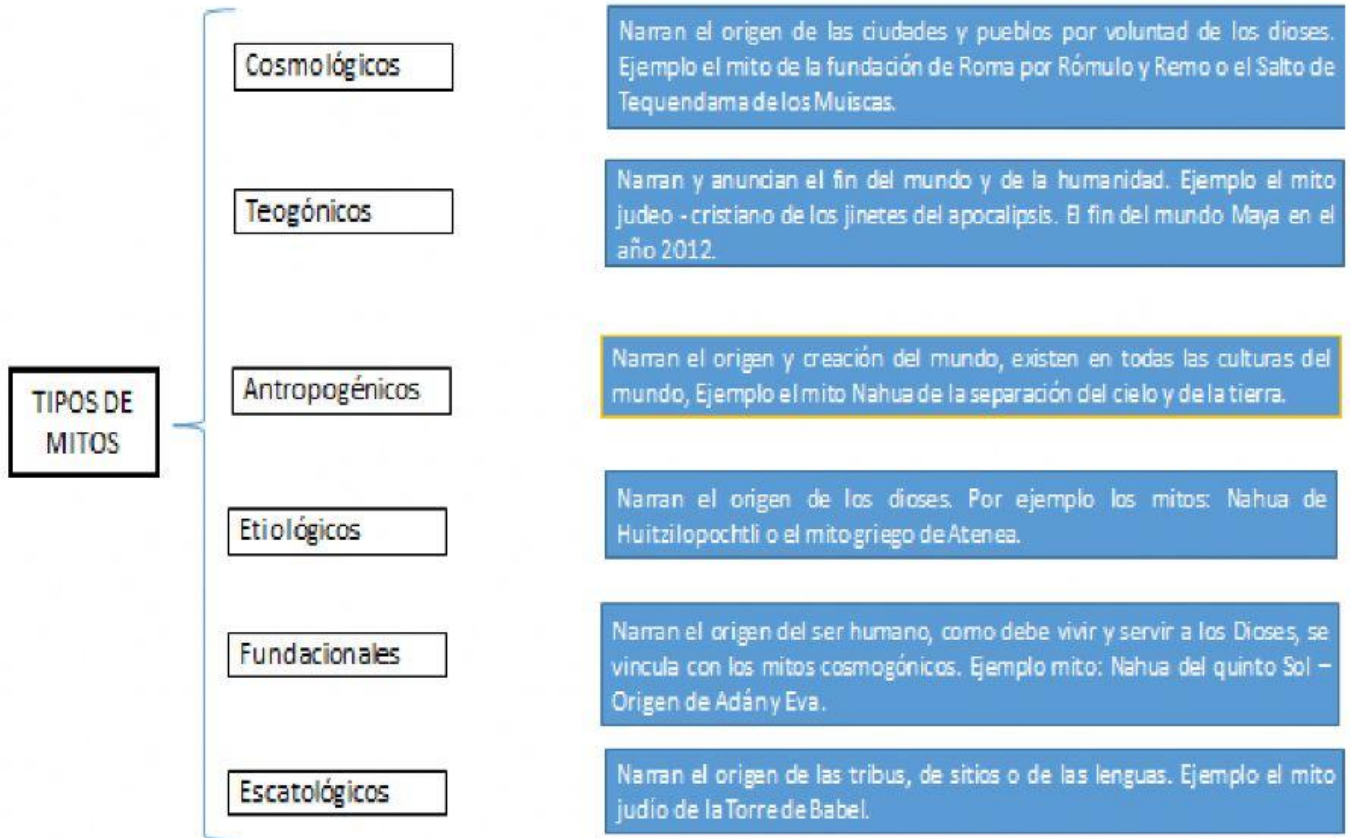 Cosmológicos
Narran el origen de las ciudades y pueblos por voluntad de los dioses.
Ejemplo el mito de la fundación de Roma por Rómulo y Remo o el Salto de
Tequendama de los Muiscas.
Teogónicos
Narran y anuncian el fin del mundo y de la humanidad. Ejemplo el mito
judeo - cristiano de los jinetes del apocalipsis. El fin del mundo Maya en el
año 2012.
TIPOS DE
MITOS
Antropogénicos
Narran el origen y creación del mundo, existen en todas las culturas del
mundo, Ejemplo el mito Nahua de la separación del cielo y de la tierra.
Etiológicos
Narran el origen de los dioses. Por ejemplo los mitos: Nahua de
Huitzilopochtli o el mito griego de Atenea.
Fundacionales
Narran el origen del ser humano, como debe vivir y servir a los Dioses, se
vincula con los mitos cosmogónicos. Ejemplo mito: Nahua del quinto Sol –
Origen de Adán y Eva.
Escatológicos
Narran el origen de las tribus, de sitios o de las lenguas. Ejemplo el mito
judío de la Torre de Babel.